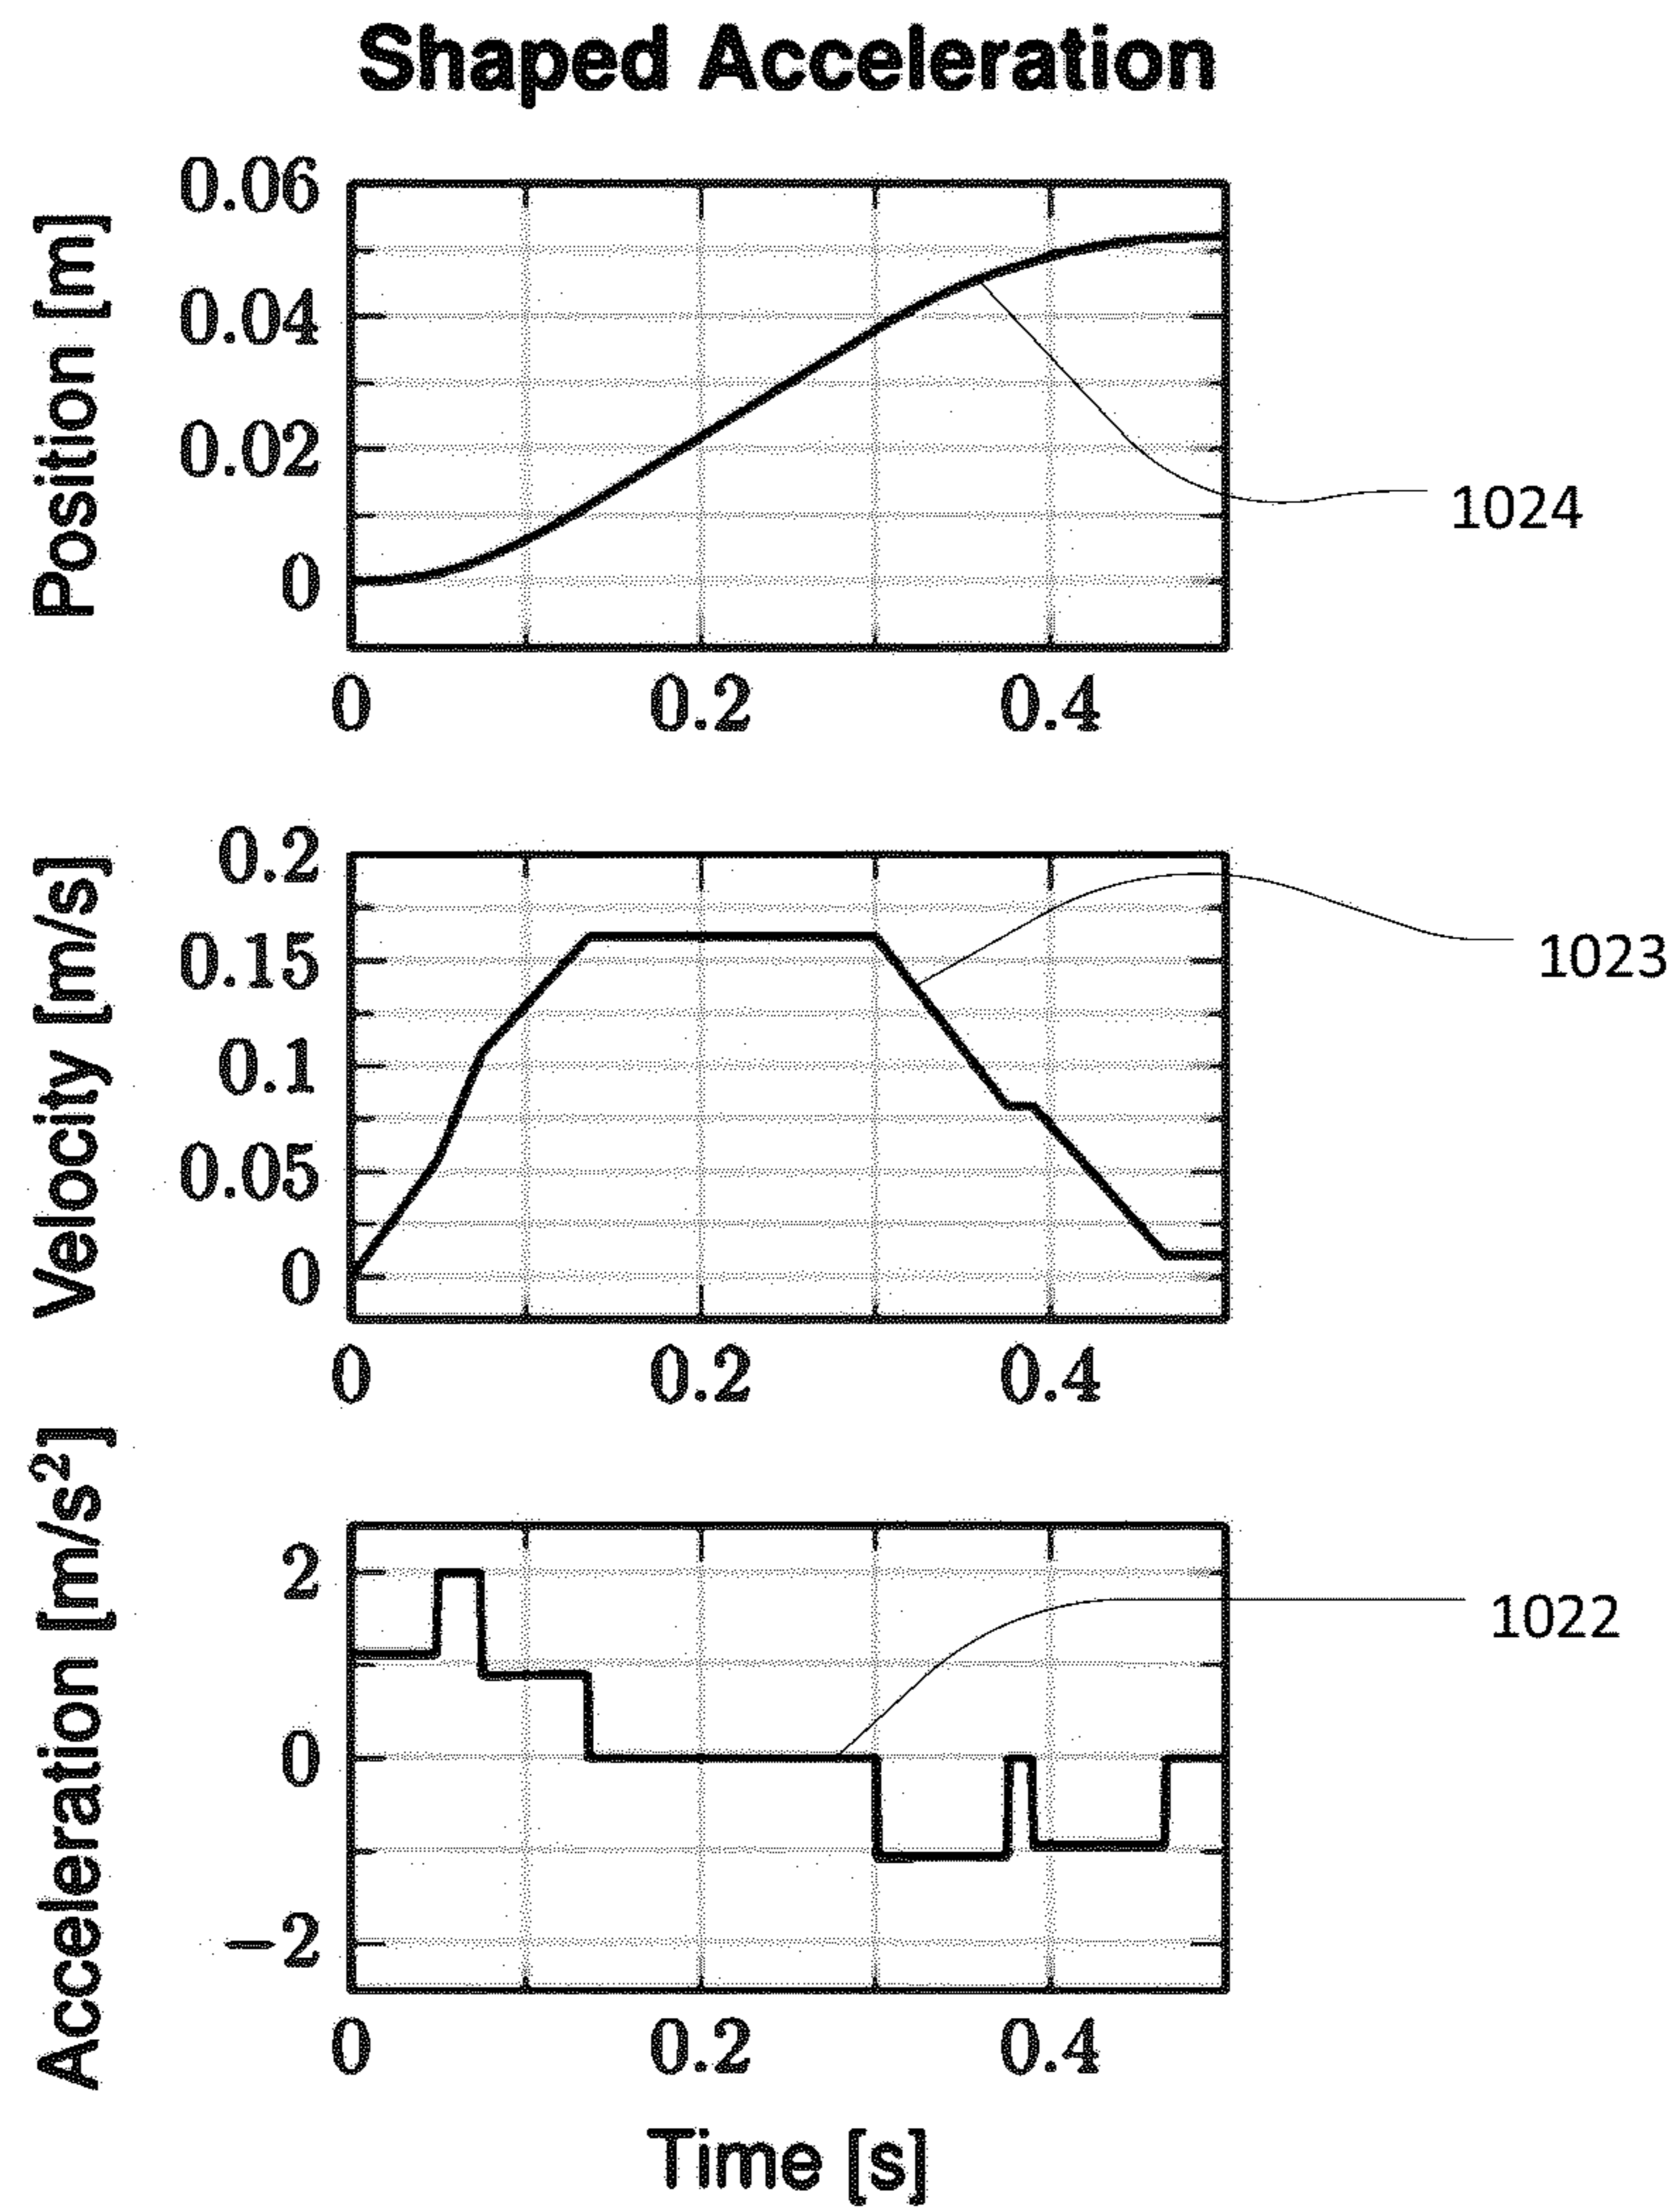 Shaped Acceleration
Position [m]
0.06
0.04
0.02
0
0 0.2 0.4
1024
Velocity [m/s]
0.2
0.15
0.1
0.05
0
0 0.2 0.4
1023
Acceleration [m/s²]
2
0
−2
0 0.2 0.4
1022
Time [s]